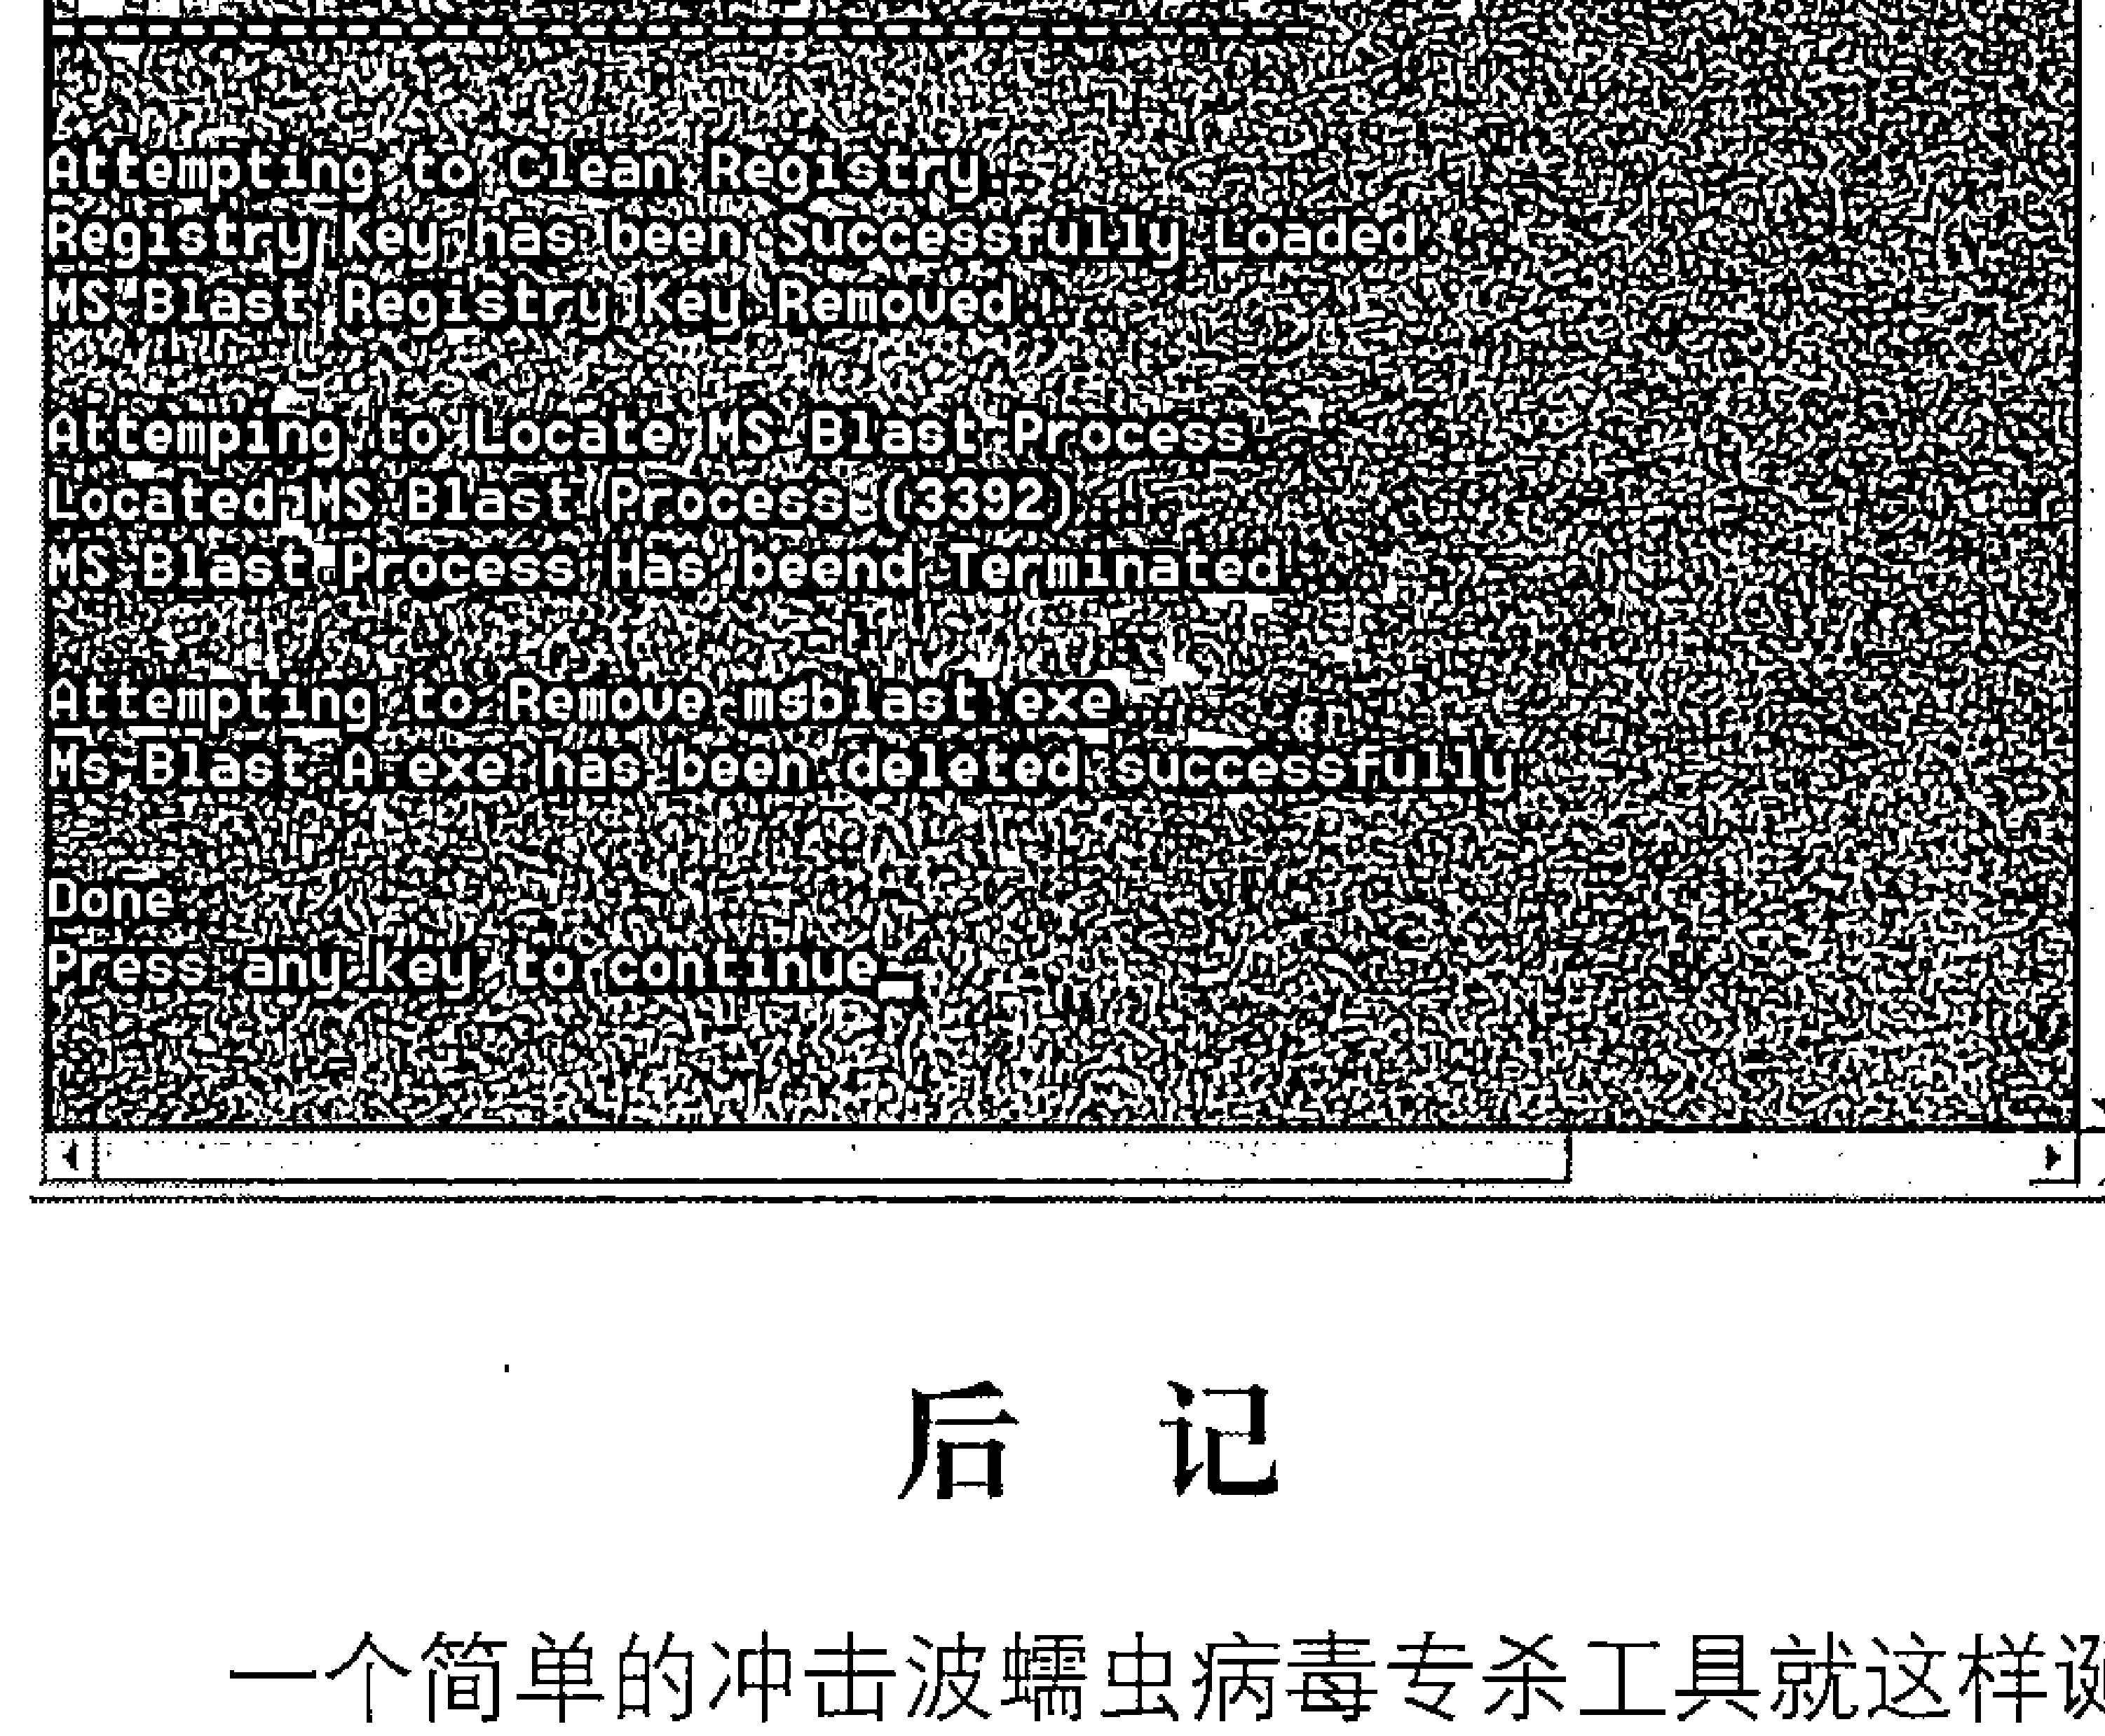 Attempting to Clean Registry.
Registry Key has been Successfully Loaded
MS Blast Registry Key Removed.
Attemping to Locate MS Blast Process.
Located MS Blast Process (3392)
MS Blast Process Has beend Terminated.
Attempting to Remove msblast exe.
Ms Blast A.exe has been deleted successfully
Done.
Press any key to continue_
后 记
一个简单的冲击波蠕虫病毒专杀工具就这样诞